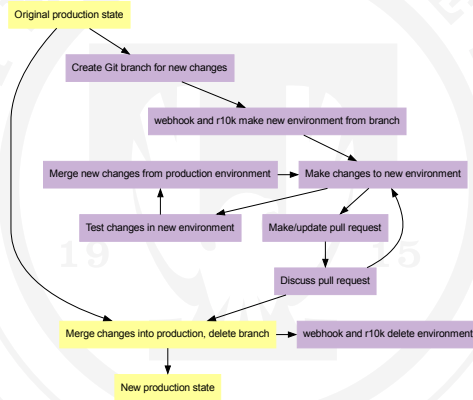 Original production state
Create Git branch for new changes
webhook and r10k make new environment from branch
Merge new changes from production environment
Make changes to new environment
Test changes in new environment
Make/update pull request
19
15
Discuss pull request
Merge changes into production, delete branch
webhook and r10k delete environment
New production state